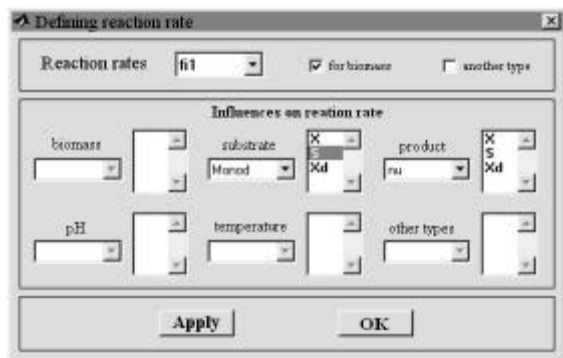 Defining reaction rate
Reaction rates fi1 for biomass another type
Influences on reation rate
biomass substrate Monod X S Xd product nu X S Xd
pH temperature other types
Apply OK